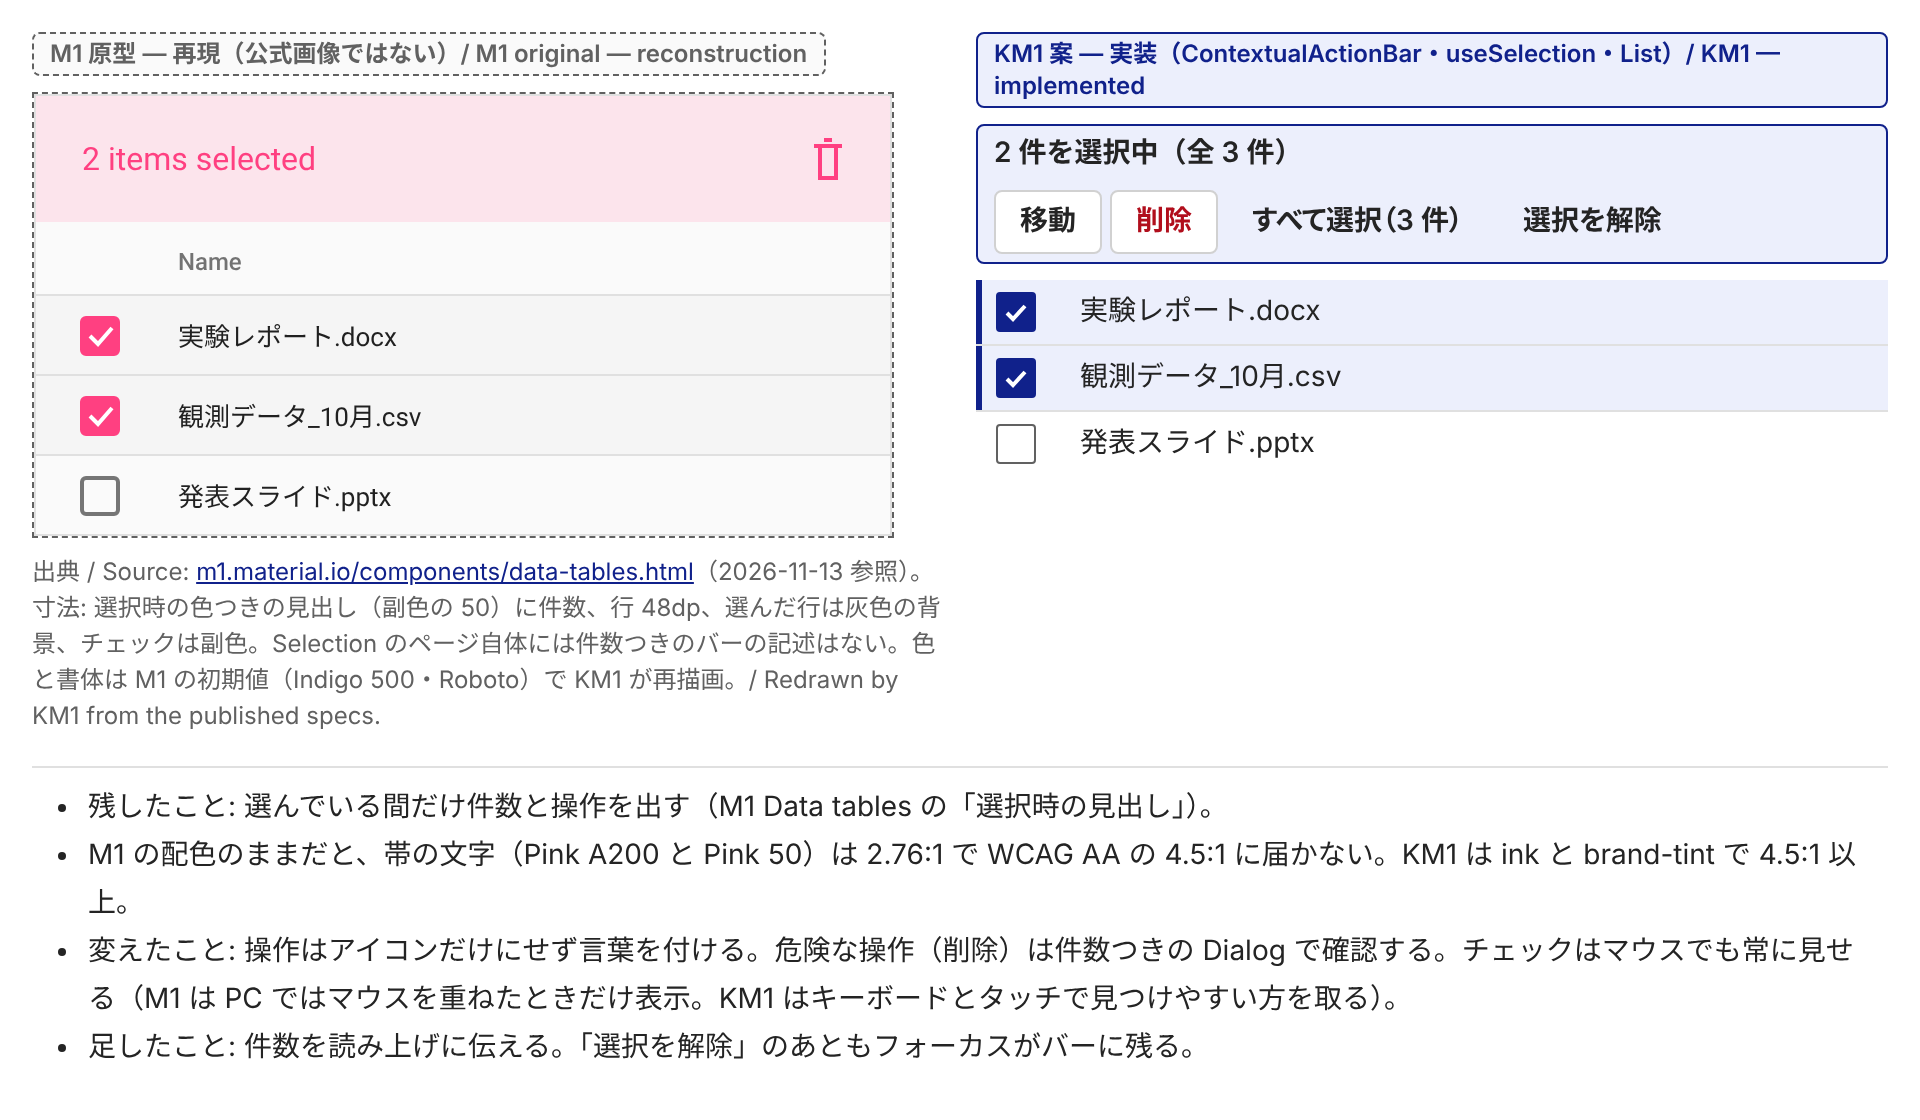 M1 原型 — 再現（公式画像ではない）/ M1 original — reconstruction
2 items selected
Name
実験レポート.docx
観測データ_10月.csv
発表スライド.pptx
出典 / Source: m1.material.io/components/data-tables.html（2026-11-13 参照）。
寸法: 選択時の色つきの見出し（副色の 50）に件数、行 48dp、選んだ行は灰色の背
景、チェックは副色。Selection のページ自体には件数つきのバーの記述はない。色
と書体は M1 の初期値（Indigo 500・Roboto）で KM1 が再描画。/ Redrawn by
KM1 from the published specs.
KM1 案 — 実装（ContextualActionBar・useSelection・List）/ KM1 —
implemented
2 件を選択中（全 3 件）
移動 削除 すべて選択（3 件） 選択を解除
実験レポート.docx
観測データ_10月.csv
発表スライド.pptx
• 残したこと: 選んでいる間だけ件数と操作を出す（M1 Data tables の「選択時の見出し」）。
• M1 の配色のままだと、帯の文字（Pink A200 と Pink 50）は 2.76:1 で WCAG AA の 4.5:1 に届かない。KM1 は ink と brand-tint で 4.5:1 以
上。
• 変えたこと: 操作はアイコンだけにせず言葉を付ける。危険な操作（削除）は件数つきの Dialog で確認する。チェックはマウスでも常に見せ
る（M1 は PC ではマウスを重ねたときだけ表示。KM1 はキーボードとタッチで見つけやすい方を取る）。
• 足したこと: 件数を読み上げに伝える。「選択を解除」のあともフォーカスがバーに残る。